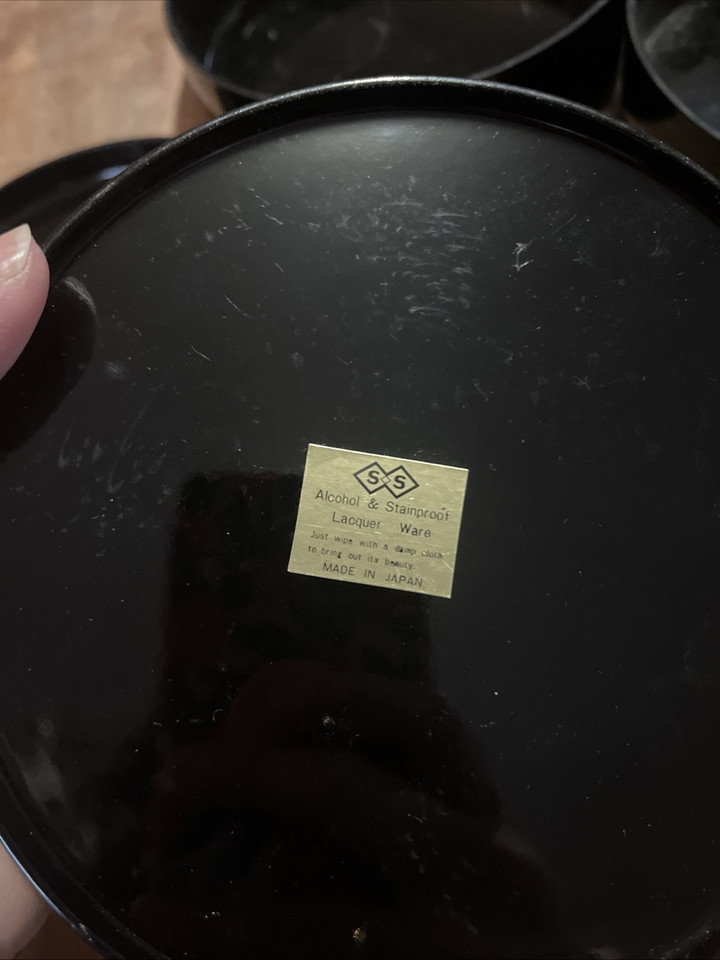 S S
Alcohol & Stainproof
Lacquer Ware
Just wipe with a damp cloth
to bring out its beauty.
MADE IN JAPAN